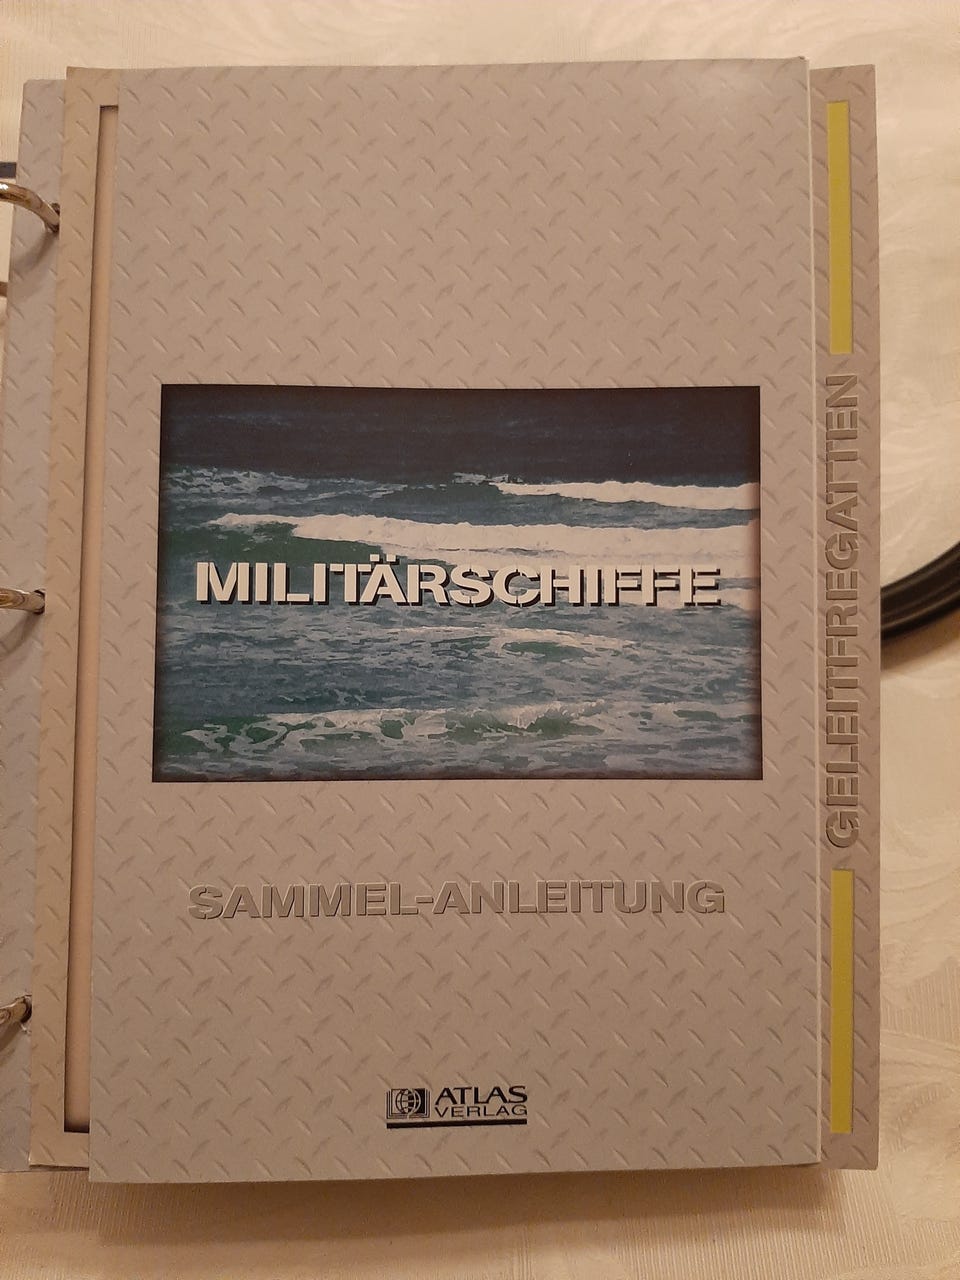 MILITÄRSCHIFFE
SAMMEL-ANLEITUNG
ATLAS
VERLAG
GELEITFREGATTEN